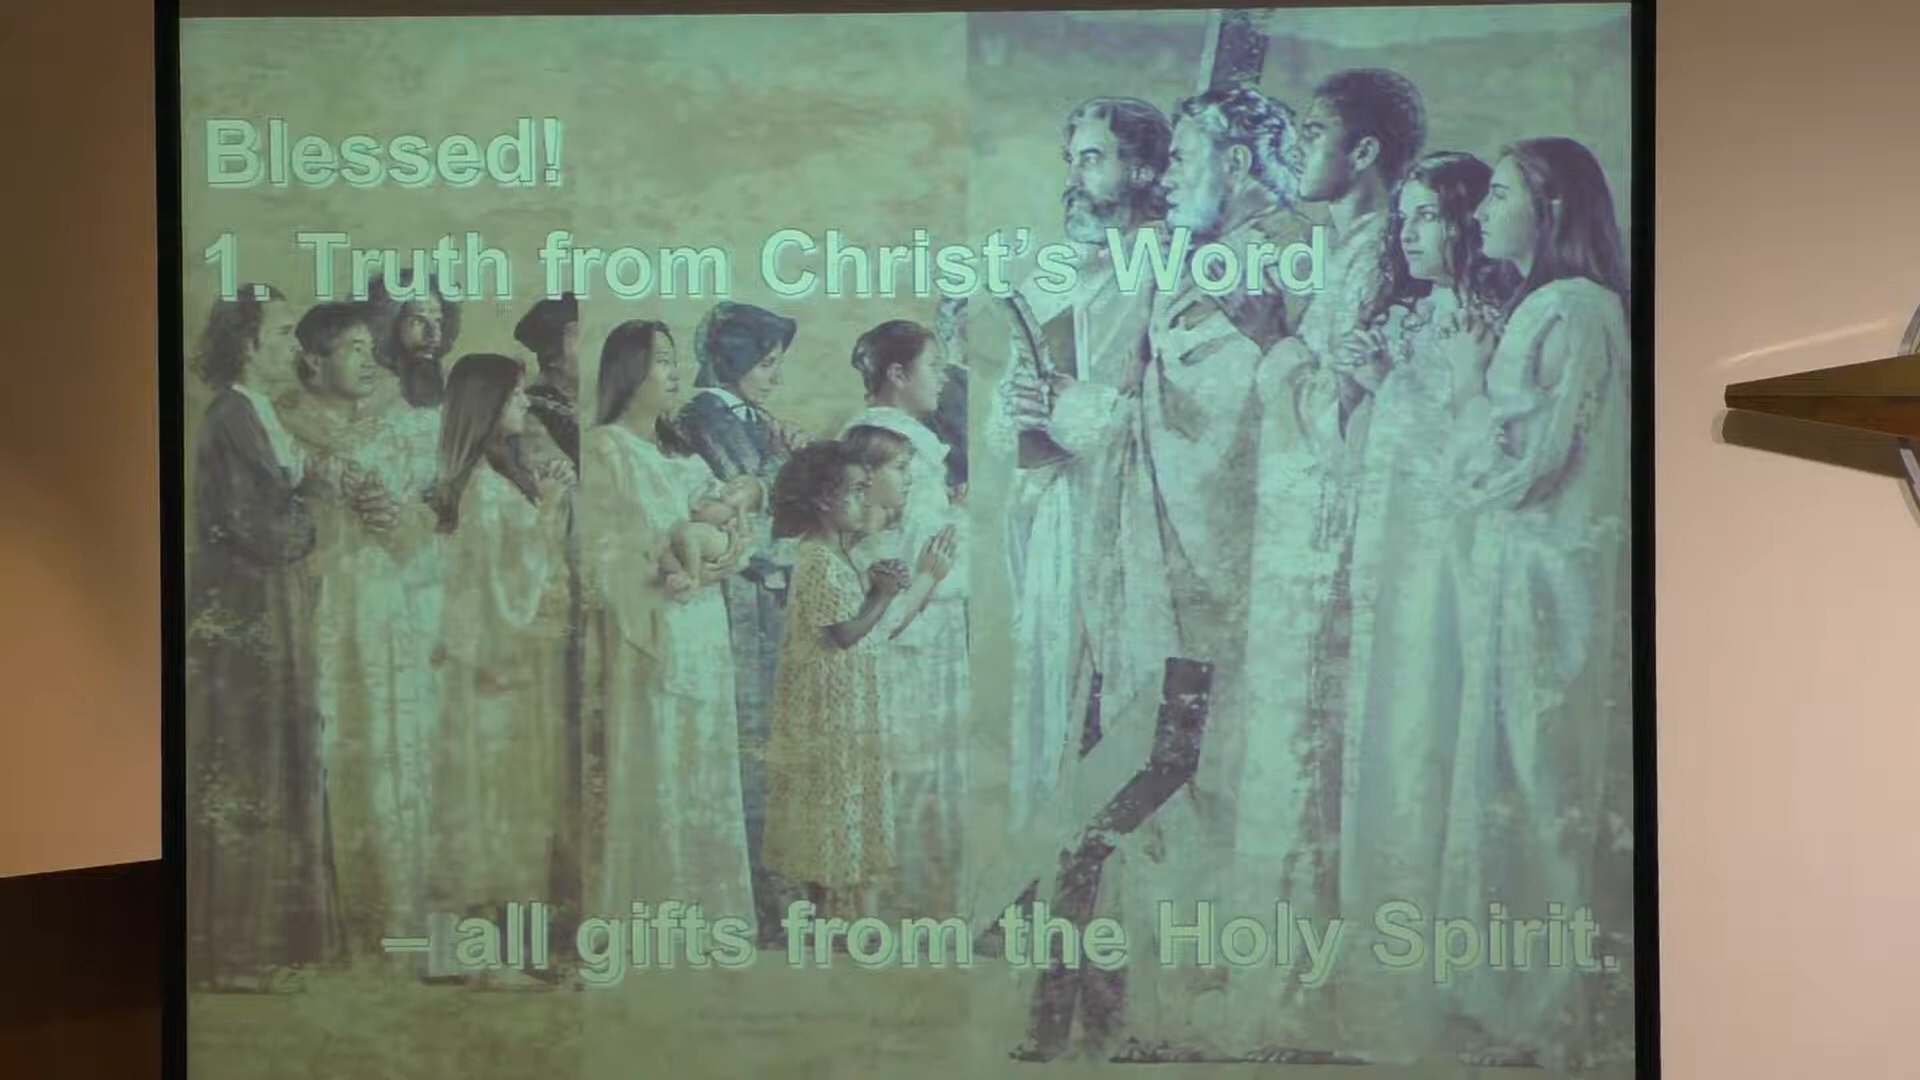 Blessed!
1. Truth from Christ’s Word
– all gifts from the Holy Spirit.